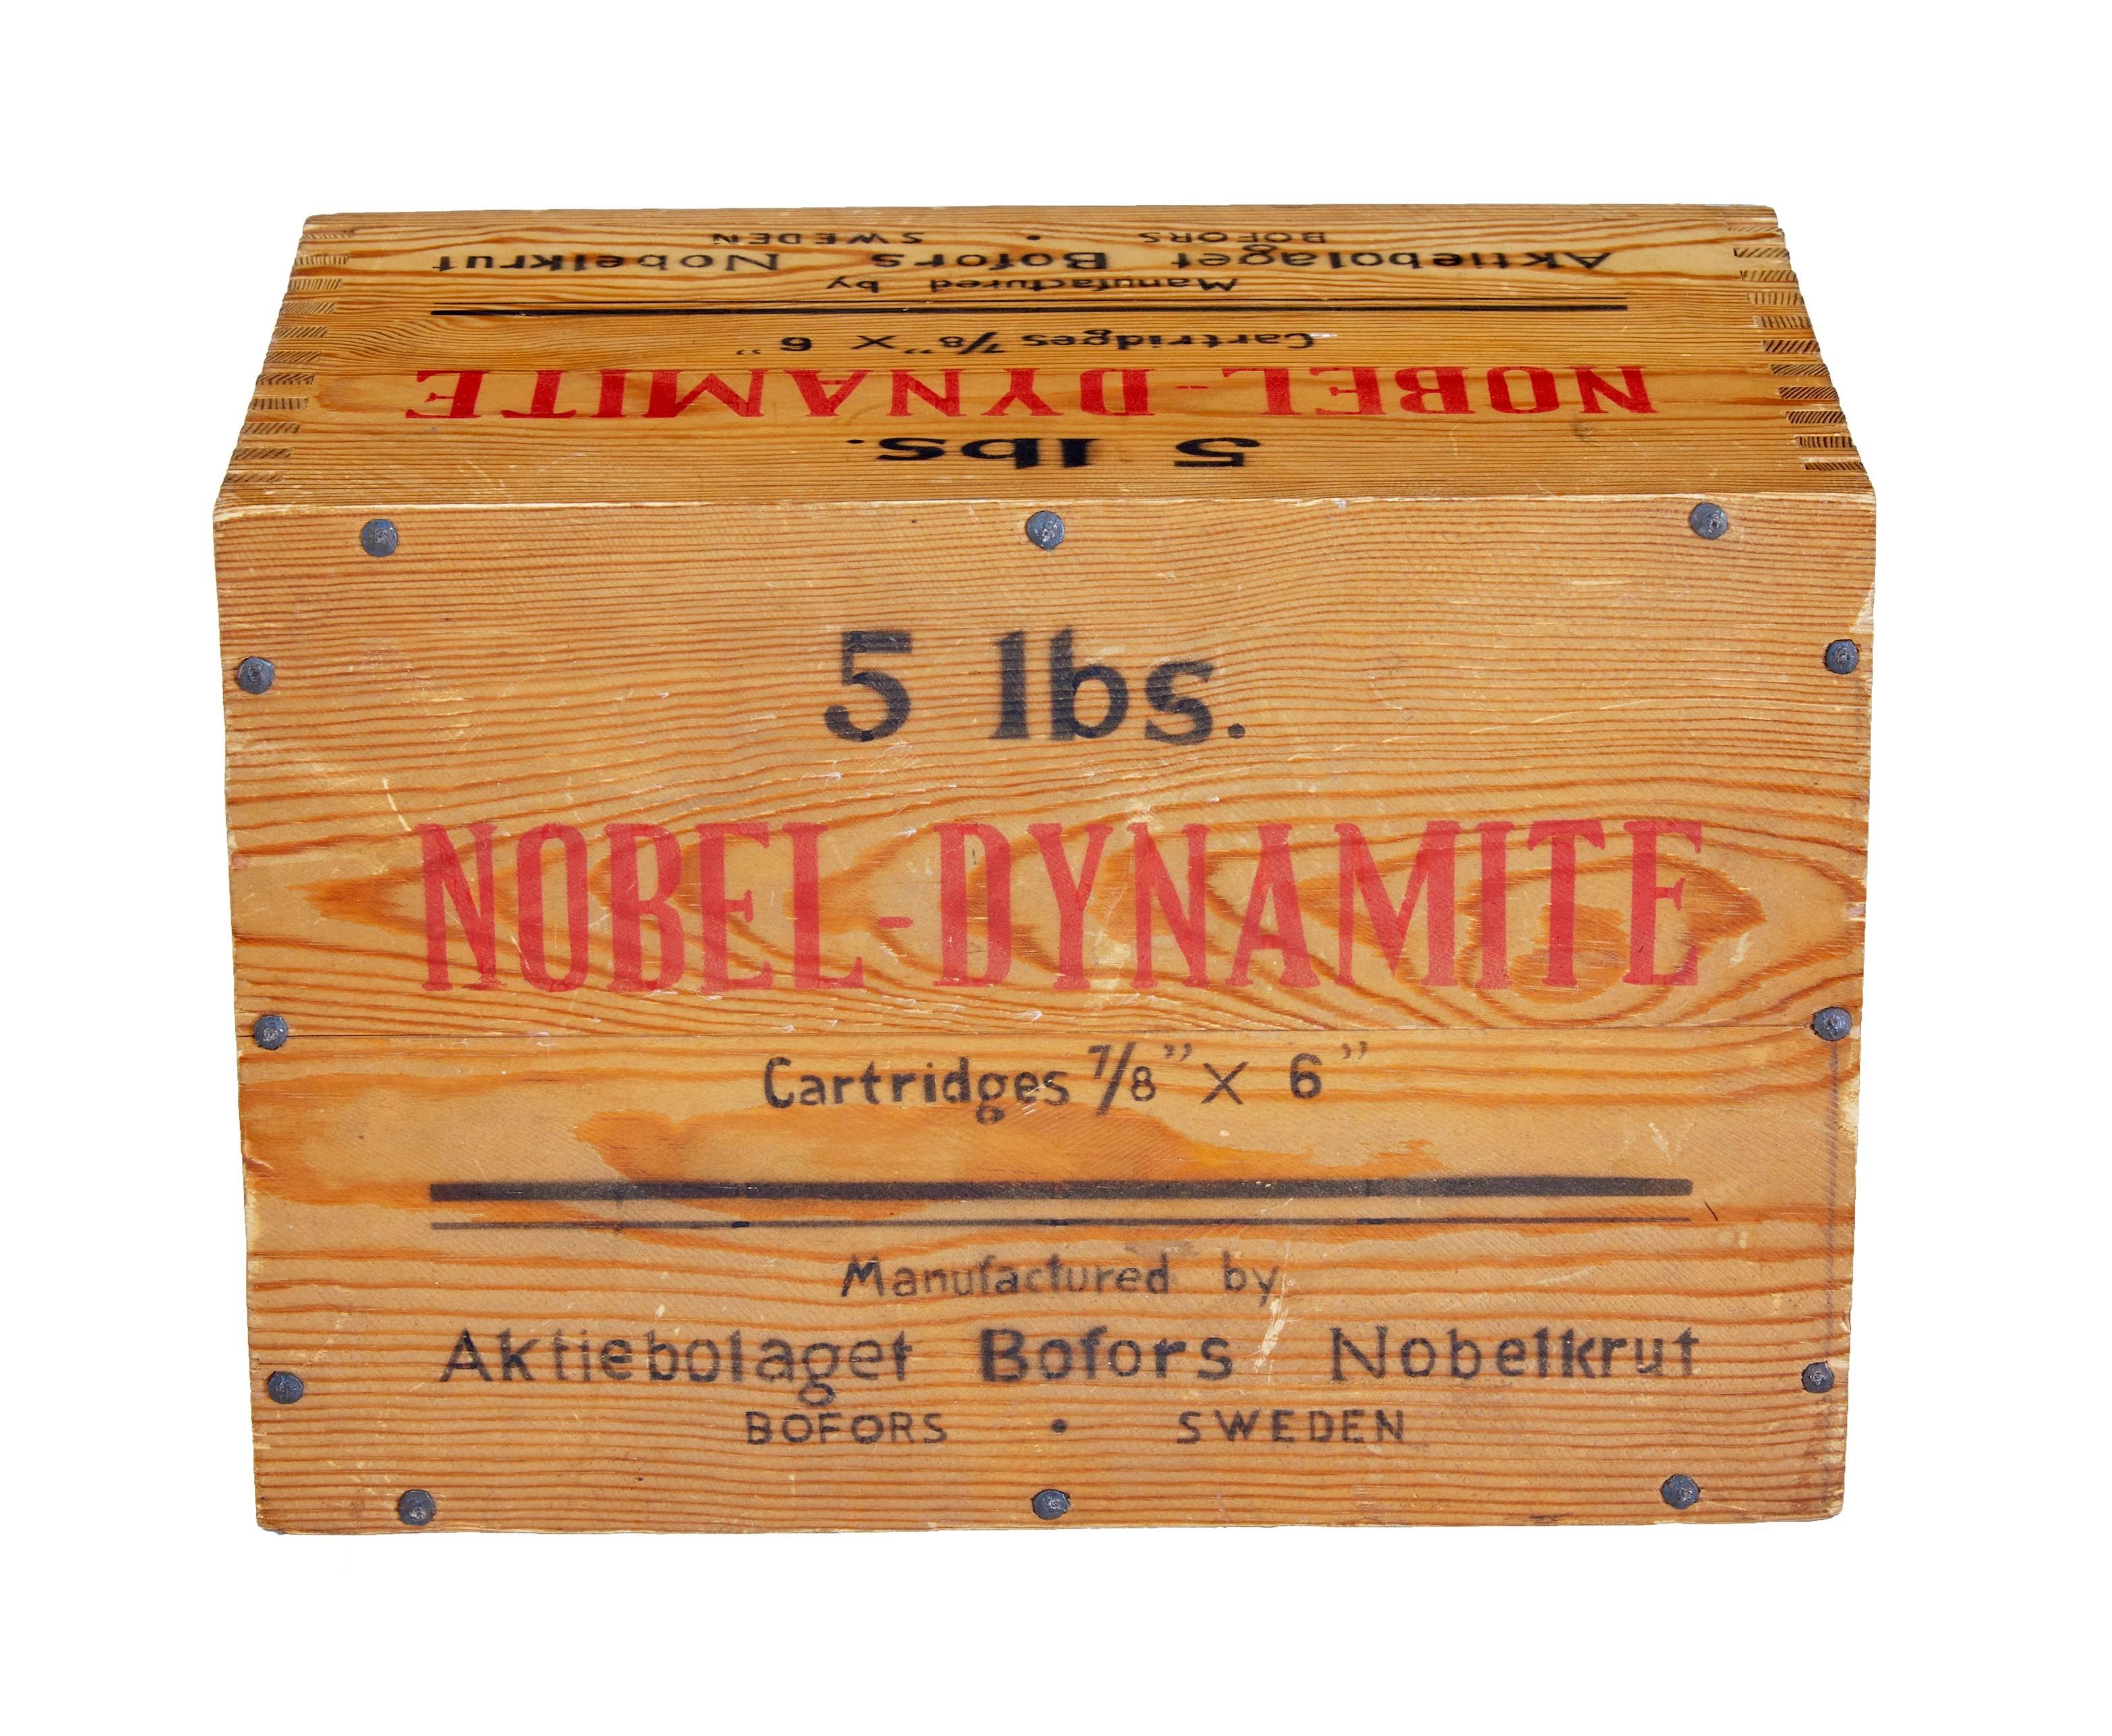 BOFORS • SWEDEN
Aktiebolaget Bofors Nobelkrut
Manufactured by
Cartridges 7/8" x 6"
NOBEL-DYNAMITE
5 lbs.
5 lbs.
NOBEL-DYNAMITE
Cartridges 7/8" x 6"
Manufactured by
Aktiebolaget Bofors Nobelkrut
BOFORS • SWEDEN